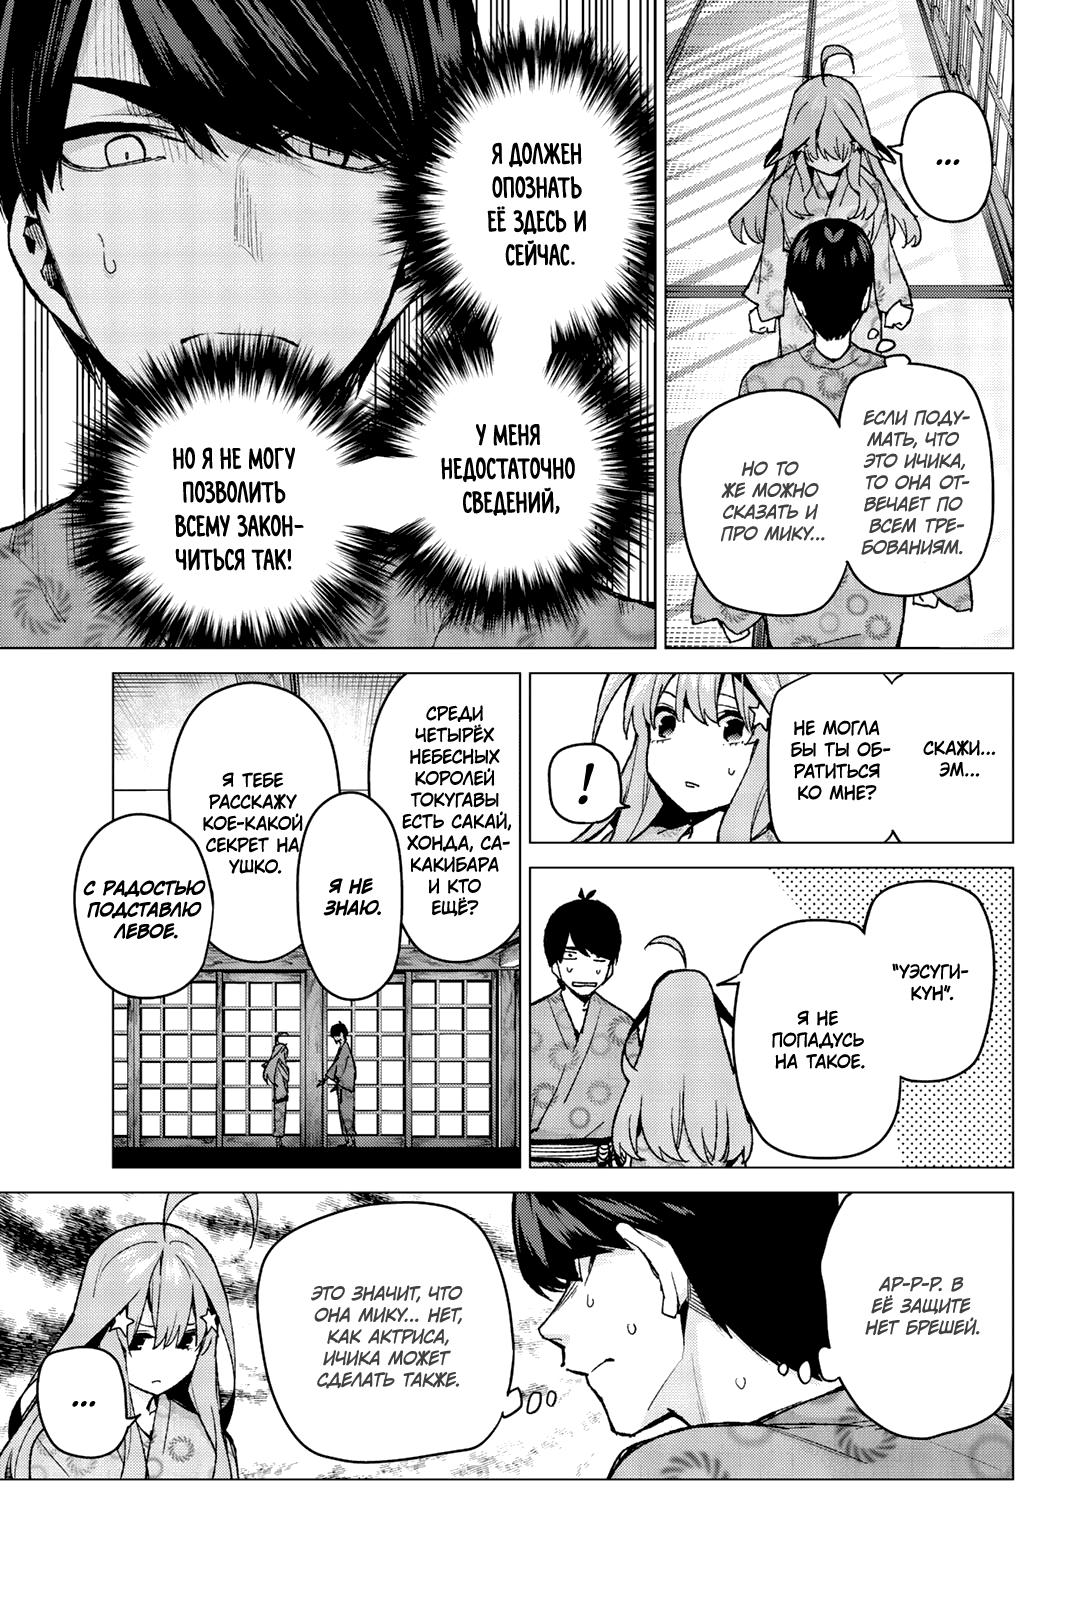 ...
ЕСЛИ ПОДУ-
МАТЬ, ЧТО
ЭТО ИЧИКА,
ТО ОНА ОТ-
ВЕЧАЕТ ПО
ВСЕМ ТРЕ-
БОВАНИЯМ.
НО ТО
ЖЕ МОЖНО
СКАЗАТЬ И
ПРО МИКУ...
Я ДОЛЖЕН
ОПОЗНАТЬ
ЕЁ ЗДЕСЬ И
СЕЙЧАС.
У МЕНЯ
НЕДОСТАТОЧНО
СВЕДЕНИЙ,
НО Я НЕ МОГУ
ПОЗВОЛИТЬ
ВСЕМУ ЗАКОН-
ЧИТЬСЯ ТАК!
СКАЖИ...
ЭМ...
НЕ МОГЛА
БЫ ТЫ ОБ-
РАТИТЬСЯ
КО МНЕ?
!
"УЭСУГИ-
КУН".
Я НЕ
ПОПАДУСЬ
НА ТАКОЕ.
СРЕДИ
ЧЕТЫРЁХ
НЕБЕСНЫХ
КОРОЛЕЙ
ТОКУГАВЫ
ЕСТЬ САКАЙ,
ХОНДА, СА-
КАКИБАРА
И КТО
ЕЩЁ?
Я НЕ
ЗНАЮ.
Я ТЕБЕ
РАССКАЖУ
КОЕ-КАКОЙ
СЕКРЕТ НА
УШКО.
С РАДОСТЬЮ
ПОДСТАВЛЮ
ЛЕВОЕ.
АР-Р-Р. В
ЕЁ ЗАЩИТЕ
НЕТ БРЕШЕЙ.
ЭТО ЗНАЧИТ, ЧТО
ОНА МИКУ... НЕТ,
КАК АКТРИСА,
ИЧИКА МОЖЕТ
СДЕЛАТЬ ТАКЖЕ.
...